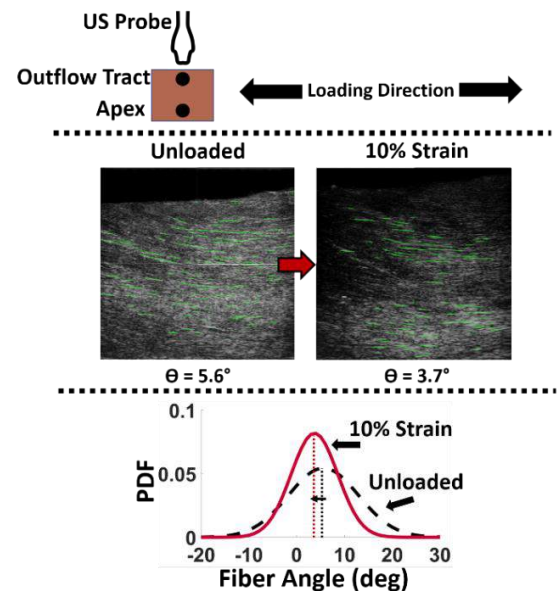 US Probe
Outflow Tract
Apex
Loading Direction
Unloaded
10% Strain
Θ = 5.6°
Θ = 3.7°
0.1
0.05
0
PDF
10% Strain
Unloaded
-20 -10 0 10 20 30
Fiber Angle (deg)